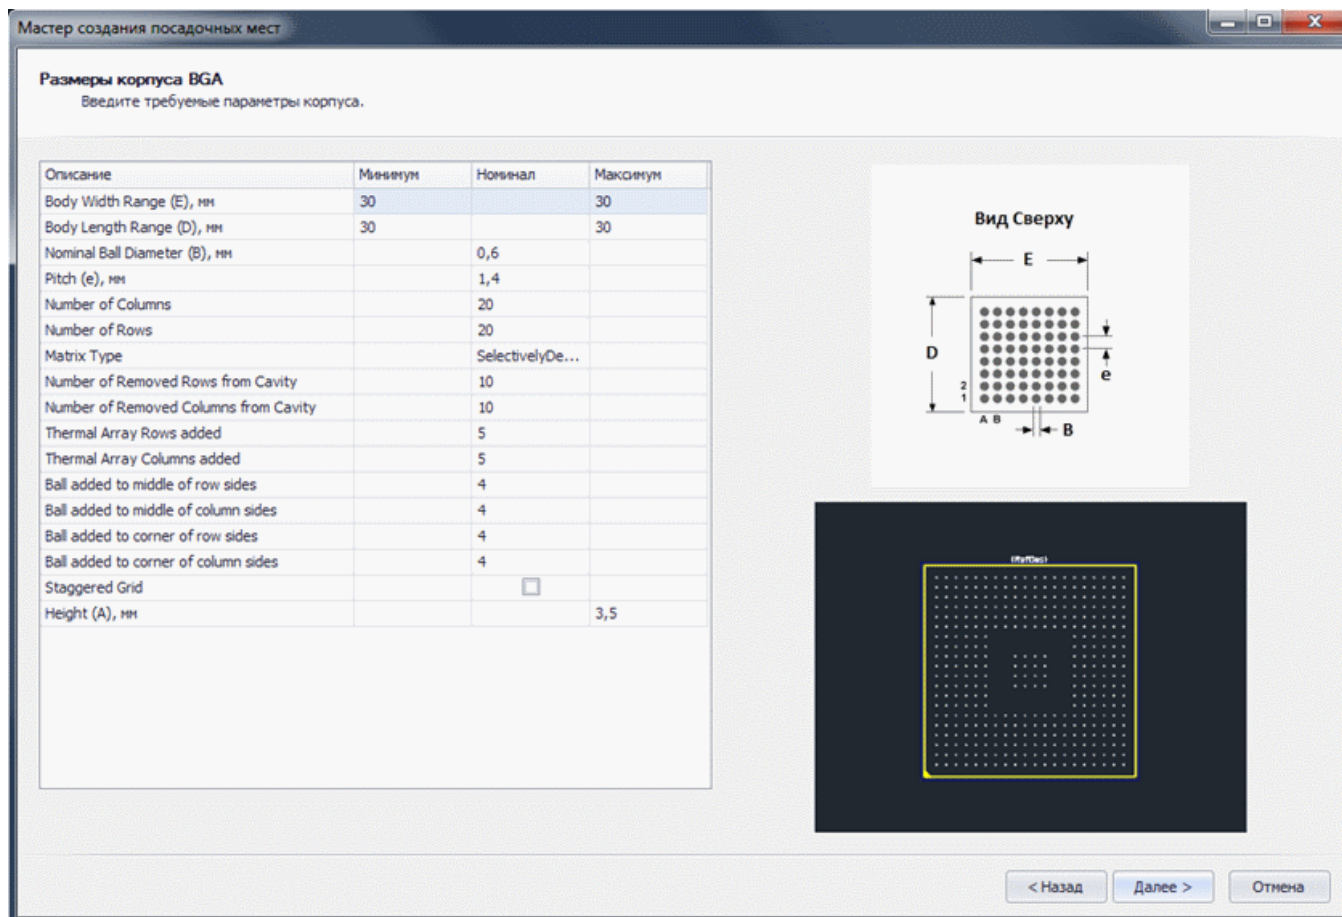 Мастер создания посадочных мест
Размеры корпуса BGA
Введите требуемые параметры корпуса.
Описание Минимум Номинал Максимум
Body Width Range (E), мм 30 30
Body Length Range (D), мм 30 30
Nominal Ball Diameter (B), мм 0,6
Pitch (e), мм 1,4
Number of Columns 20
Number of Rows 20
Matrix Type SelectivelyDe...
Number of Removed Rows from Cavity 10
Number of Removed Columns from Cavity 10
Thermal Array Rows added 5
Thermal Array Columns added 5
Ball added to middle of row sides 4
Ball added to middle of column sides 4
Ball added to corner of row sides 4
Ball added to corner of column sides 4
Staggered Grid
Height (A), мм 3,5
Вид Сверху
E
D
e
2
1
A B
B
(RefDes)
< Назад Далее > Отмена